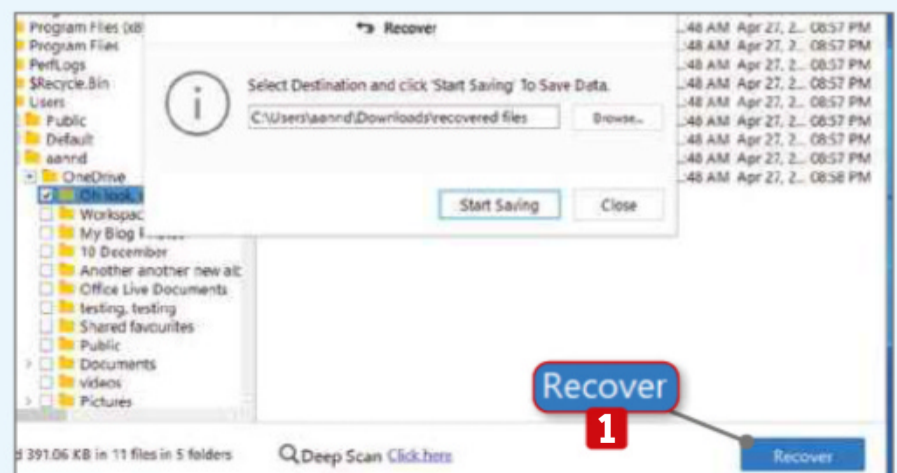 Program Files (x8
Program Files
PerfLogs
$Recycle.Bin
Users
Public
Default
aannd
OneDrive
Oh look,
Workspac
My Blog
10 December
Another another new alb
Office Live Documents
testing, testing
Shared favourites
Public
Documents
videos
Pictures
Recover
Select Destination and click 'Start Saving' To Save Data.
C:\Users\aannd\Downloads\recovered files Browse...
Start Saving Close
:48 AM Apr 27, 2... 08:57 PM
:48 AM Apr 27, 2... 08:57 PM
:48 AM Apr 27, 2... 08:57 PM
:48 AM Apr 27, 2... 08:57 PM
:48 AM Apr 27, 2... 08:57 PM
:48 AM Apr 27, 2... 08:57 PM
:48 AM Apr 27, 2... 08:57 PM
:48 AM Apr 27, 2... 08:57 PM
:48 AM Apr 27, 2... 08:58 PM
Recover
1
d 391.06 KB in 11 files in 5 folders Deep Scan Click here Recover